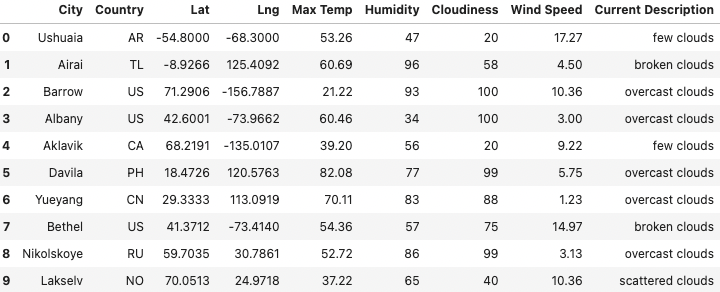 City Country Lat Lng Max Temp Humidity Cloudiness Wind Speed Current Description
0 Ushuaia AR -54.8000 -68.3000 53.26 47 20 17.27 few clouds
1 Airai TL -8.9266 125.4092 60.69 96 58 4.50 broken clouds
2 Barrow US 71.2906 -156.7887 21.22 93 100 10.36 overcast clouds
3 Albany US 42.6001 -73.9662 60.46 34 100 3.00 overcast clouds
4 Aklavik CA 68.2191 -135.0107 39.20 56 20 9.22 few clouds
5 Davila PH 18.4726 120.5763 82.08 77 99 5.75 overcast clouds
6 Yueyang CN 29.3333 113.0919 70.11 83 88 1.23 overcast clouds
7 Bethel US 41.3712 -73.4140 54.36 57 75 14.97 broken clouds
8 Nikolskoye RU 59.7035 30.7861 52.72 86 99 3.13 overcast clouds
9 Lakselv NO 70.0513 24.9718 37.22 65 40 10.36 scattered clouds